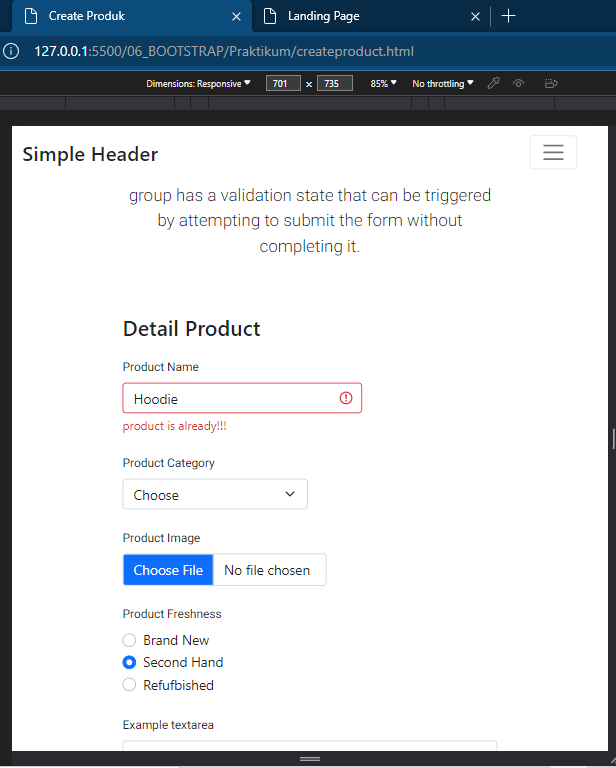 Create Produk
Landing Page
127.0.0.1:5500/06_BOOTSTRAP/Praktikum/createproduct.html
Dimensions: Responsive 701 x 735 85% No throttling
Simple Header
group has a validation state that can be triggered
by attempting to submit the form without
completing it.
Detail Product
Product Name
Hoodie
product is already!!!
Product Category
Choose
Product Image
Choose File No file chosen
Product Freshness
Brand New
Second Hand
Refufbished
Example textarea